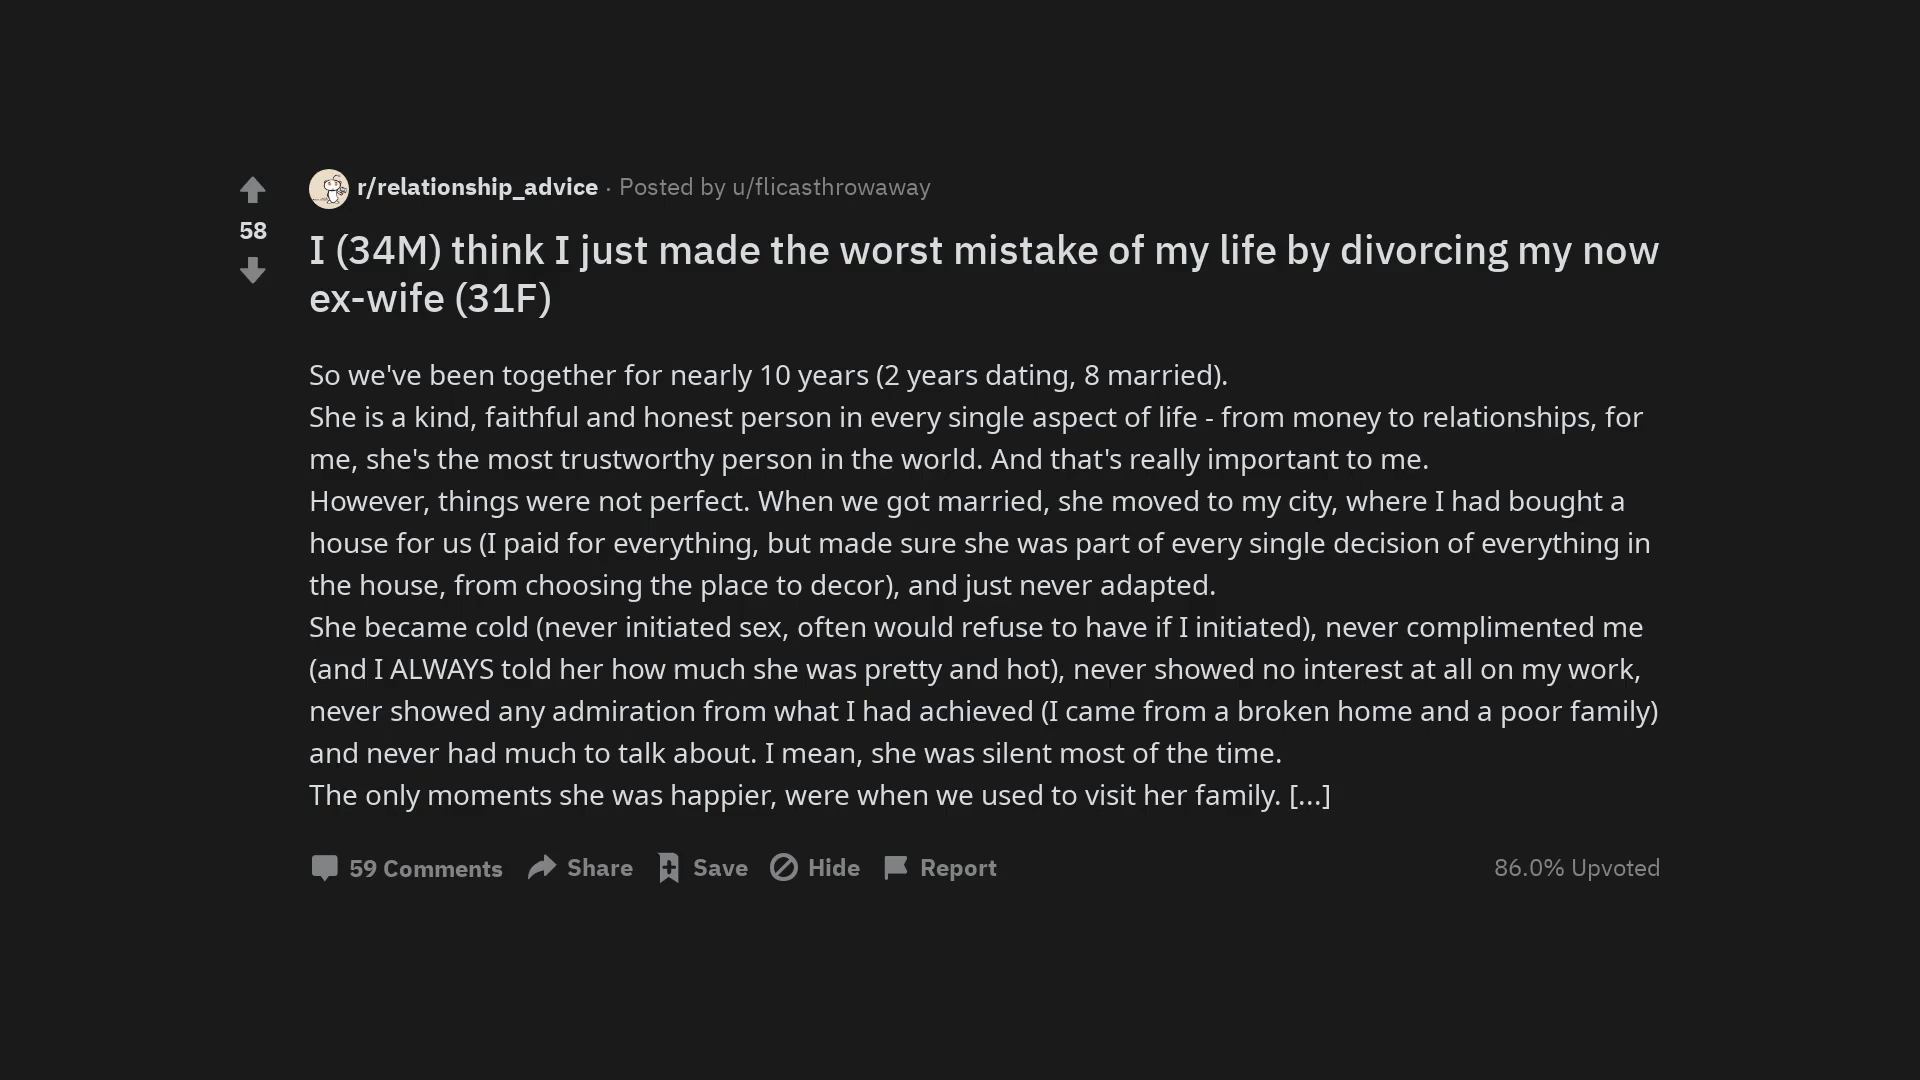 r/relationship_advice · Posted by u/flicasthrowaway
58
I (34M) think I just made the worst mistake of my life by divorcing my now
ex-wife (31F)
So we've been together for nearly 10 years (2 years dating, 8 married).
She is a kind, faithful and honest person in every single aspect of life - from money to relationships, for
me, she's the most trustworthy person in the world. And that's really important to me.
However, things were not perfect. When we got married, she moved to my city, where I had bought a
house for us (I paid for everything, but made sure she was part of every single decision of everything in
the house, from choosing the place to decor), and just never adapted.
She became cold (never initiated sex, often would refuse to have if I initiated), never complimented me
(and I ALWAYS told her how much she was pretty and hot), never showed no interest at all on my work,
never showed any admiration from what I had achieved (I came from a broken home and a poor family)
and never had much to talk about. I mean, she was silent most of the time.
The only moments she was happier, were when we used to visit her family. [...]
59 Comments Share Save Hide Report 86.0% Upvoted